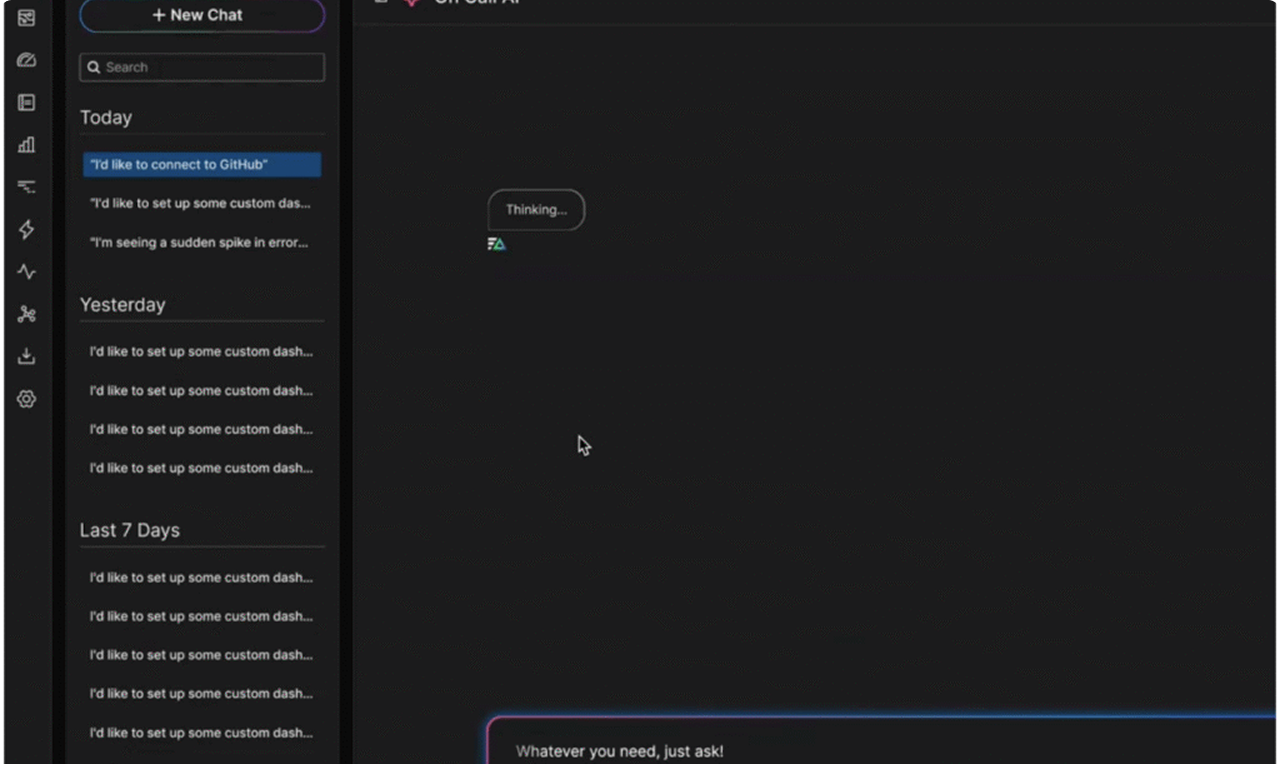 + New Chat
On Call AI
Search
Today
"I'd like to connect to GitHub"
"I'd like to set up some custom das...
"I'm seeing a sudden spike in error...
Yesterday
I'd like to set up some custom dash...
I'd like to set up some custom dash...
I'd like to set up some custom dash...
I'd like to set up some custom dash...
Last 7 Days
I'd like to set up some custom dash...
I'd like to set up some custom dash...
I'd like to set up some custom dash...
I'd like to set up some custom dash...
I'd like to set up some custom dash...
Thinking...
Whatever you need, just ask!